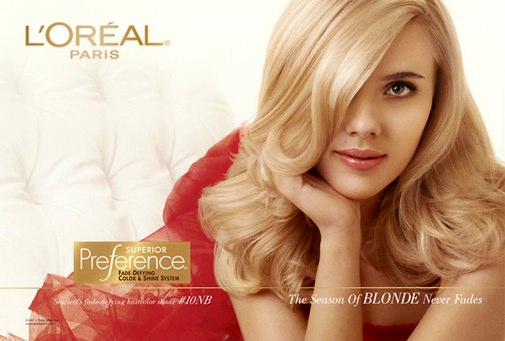 L'ORÉAL®
PARIS
SUPERIOR
Preference®
FADE-DEFYING
COLOR & SHINE SYSTEM
Scarlett's fade-defying haircolor shade #10NB
The Season Of BLONDE Never Fades